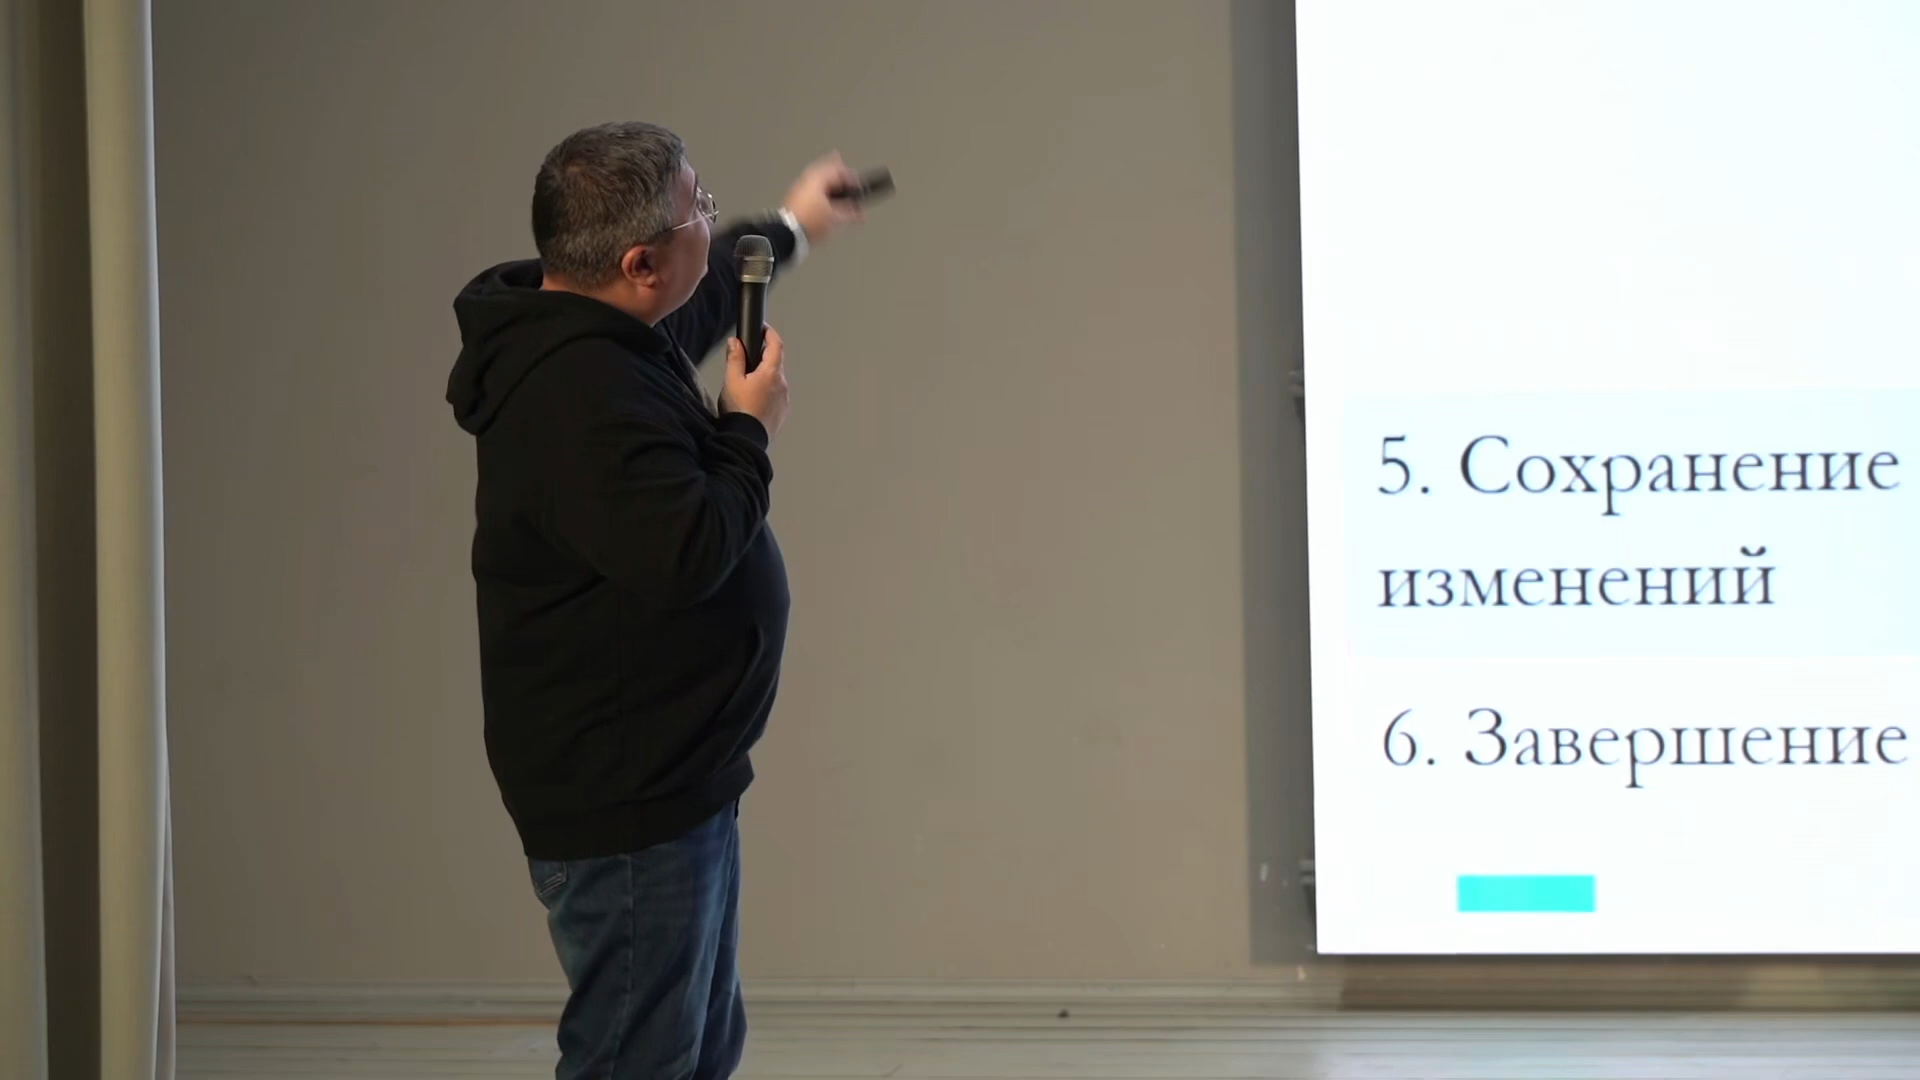 5. Сохранение
изменений
6. Завершение